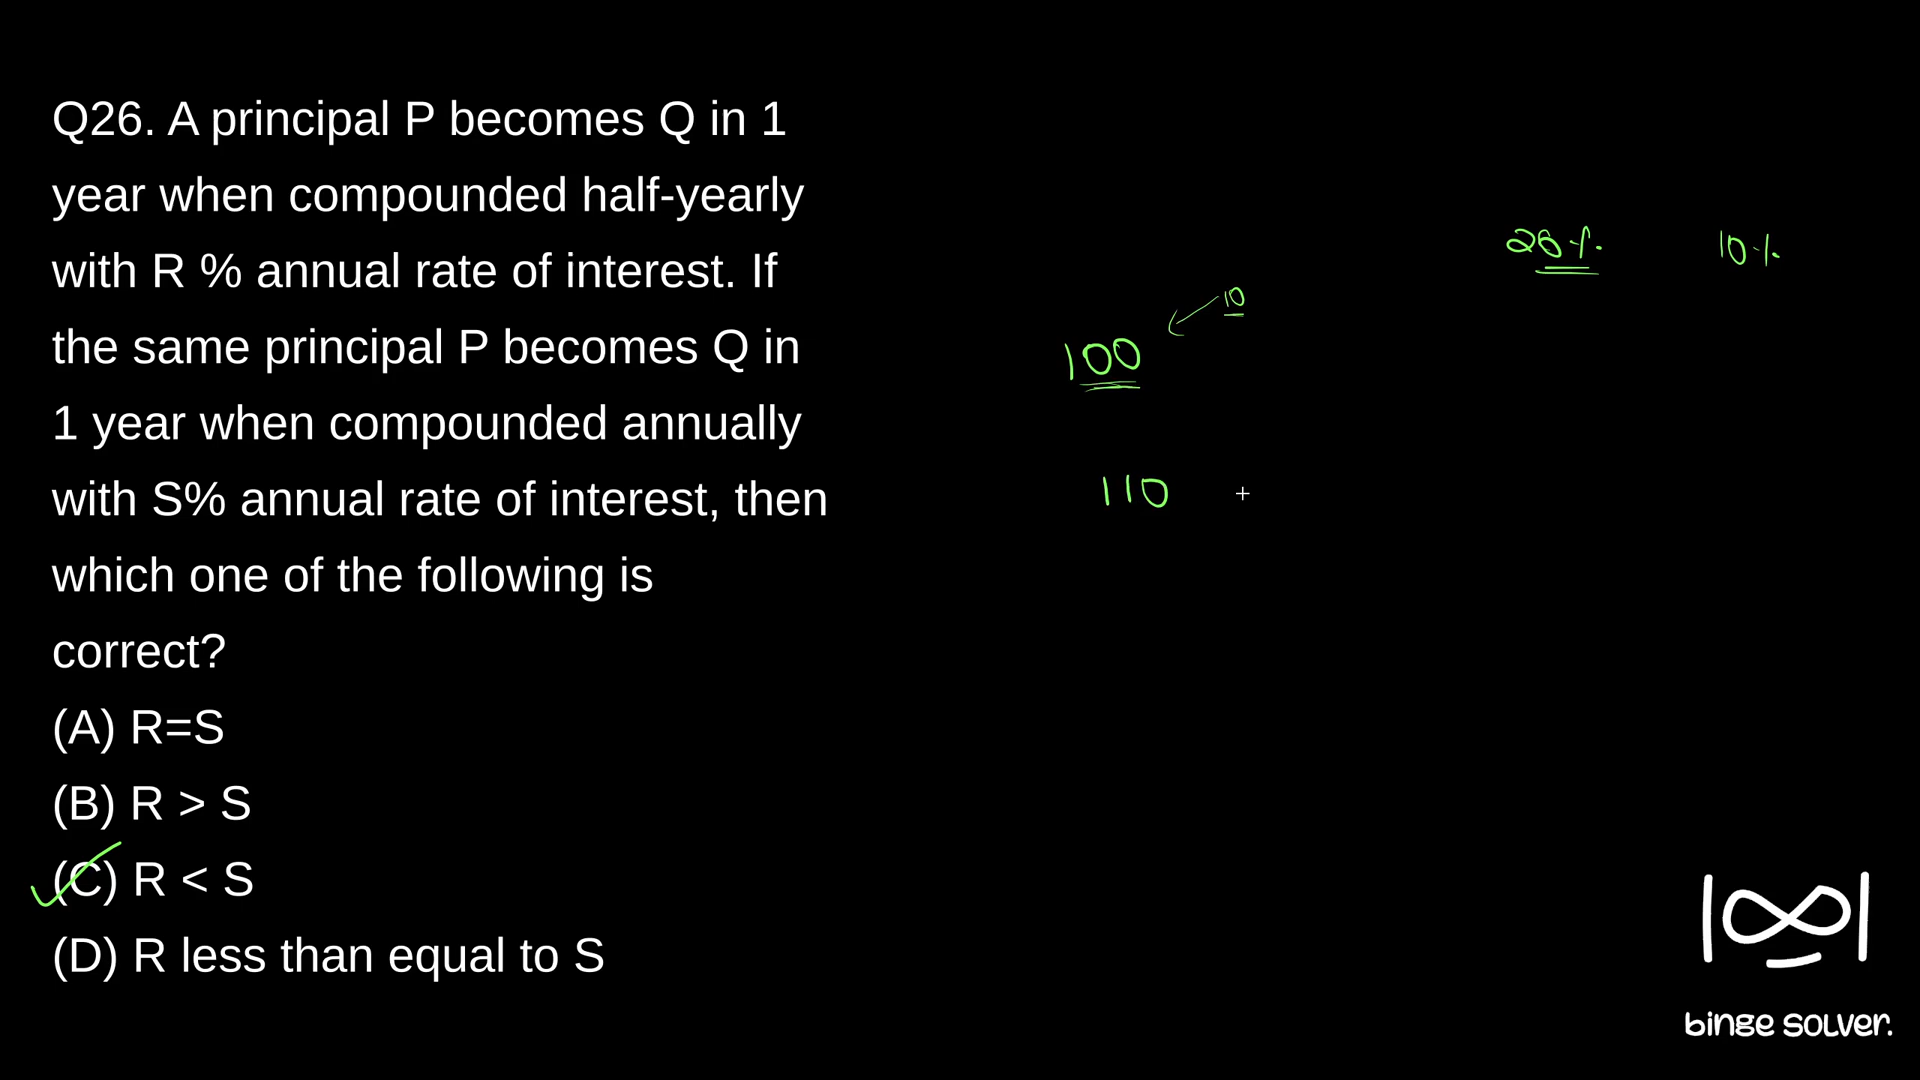 Q26. A principal P becomes Q in 1
year when compounded half-yearly
with R % annual rate of interest. If
the same principal P becomes Q in
1 year when compounded annually
with S% annual rate of interest, then
which one of the following is
correct?
(A) R=S
(B) R > S
(C) R < S
(D) R less than equal to S
10%
10
100
110
binge SOLVER.